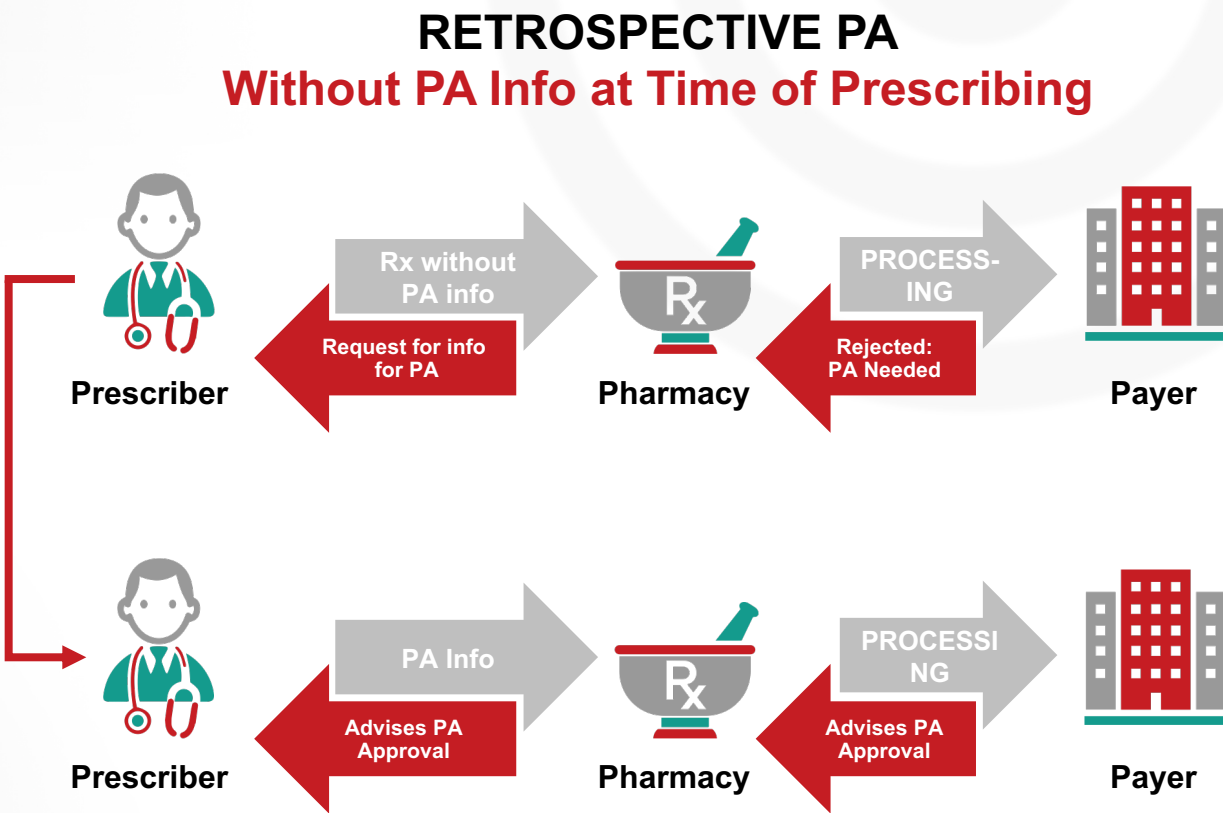 RETROSPECTIVE PA
Without PA Info at Time of Prescribing
Rx without
PA info
PROCESS-
ING
Rx
Request for info
for PA
Rejected:
PA Needed
Prescriber
Pharmacy
Payer
PA Info
PROCESSI
NG
Rx
Advises PA
Approval
Advises PA
Approval
Prescriber
Pharmacy
Payer